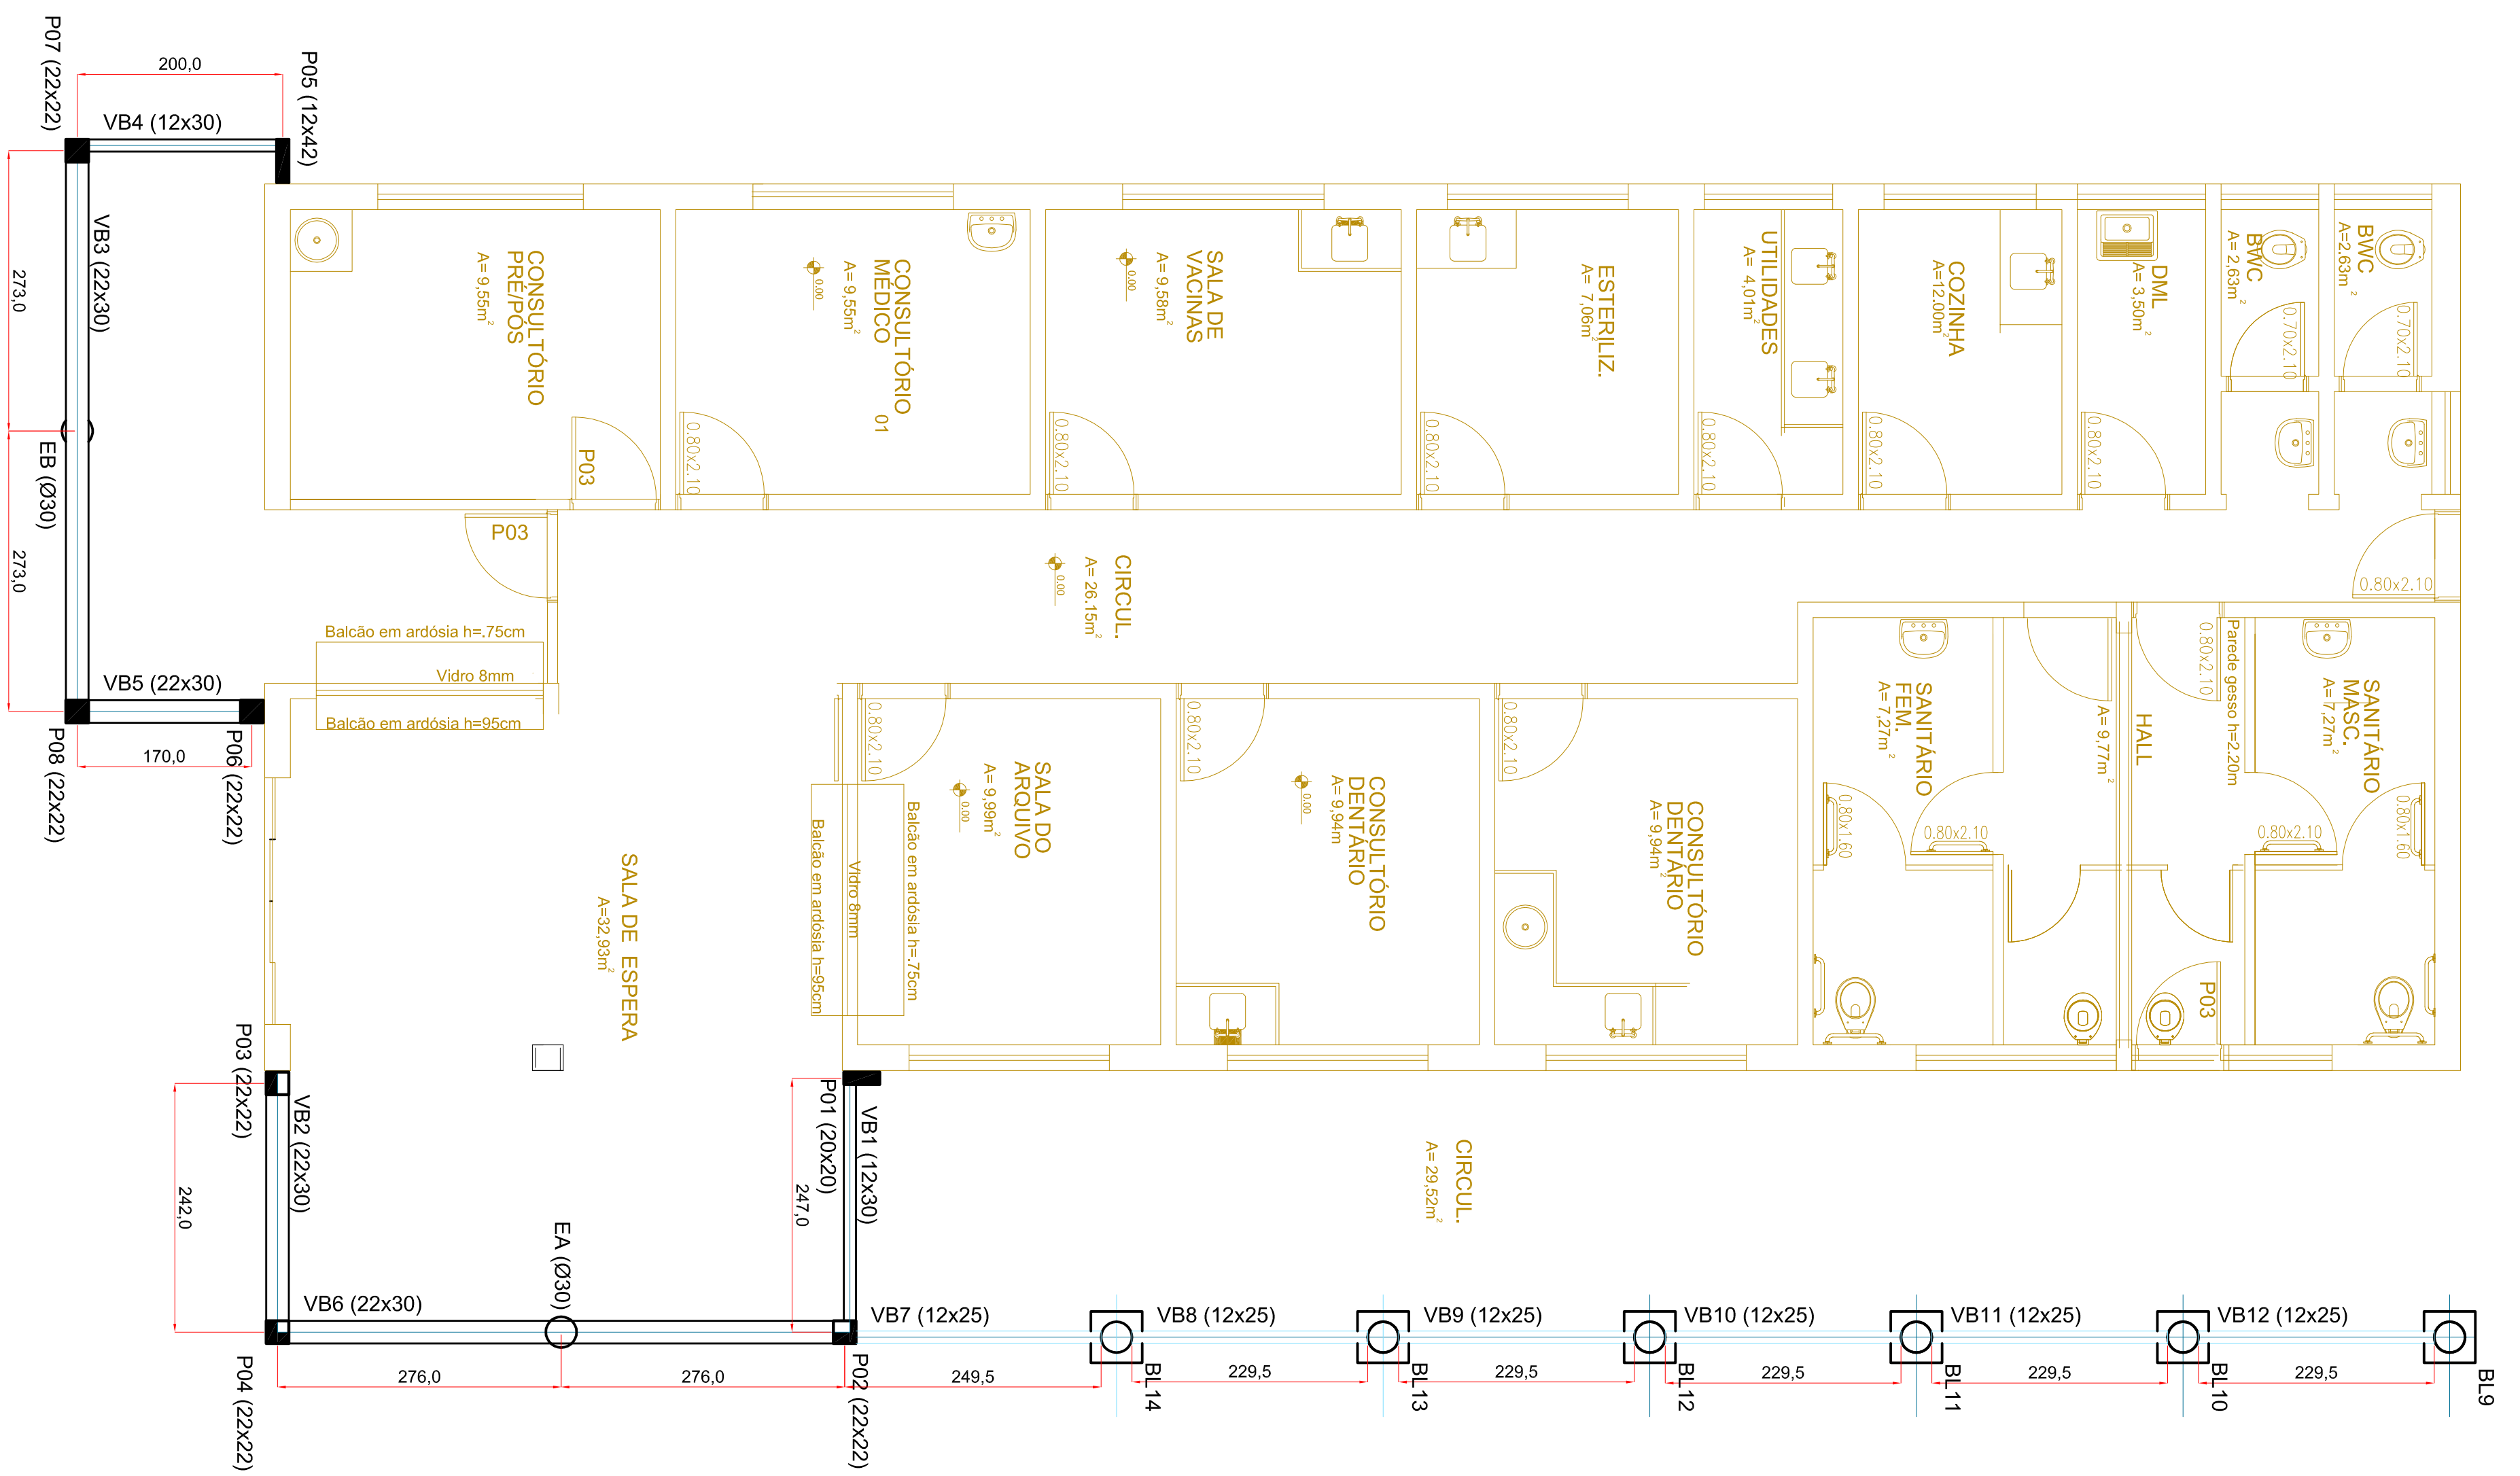 P07 (22x22)
200,0
P05 (12x42)
VB4 (12x30)
VB3 (22x30)
273,0
EB (Ø30)
273,0
VB5 (22x30)
P08 (22x22)
170,0
P06 (22x22)
CONSULTÓRIO
PRÉ/PÓS
A= 9,55m²
P03
CONSULTÓRIO
MÉDICO 01
A= 9,55m²
0.00
0.80x2.10
SALA DE
VACINAS
A=9,58m²
0.00
0.80x2.10
ESTERILIZ.
A= 7,06m²
0.80x2.10
UTILIDADES
A= 4,01m²
0.80x2.10
COZINHA
A=12.00m²
0.80x2.10
DML
A= 3,50m²
0.80x2.10
BWC
A= 2,63m²
0.70x2.10
BWC
A=2,63m²
0.70x2.10
P03
CIRCUL.
A= 26.15m²
0.00
0.80x2.10
Balcão em ardósia h=.75cm
Vidro 8mm
Balcão em ardósia h=95cm
SALA DE ESPERA
A=32,93m²
0.80x2.10
SALA DO
ARQUIVO
A= 9,99m²
0.00
Balcão em ardósia h=.75cm
Vidro 8mm
Balcão em ardósia h=95cm
0.80x2.10
CONSULTÓRIO
DENTÁRIO
A= 9,94m²
0.00
0.80x2.10
CONSULTÓRIO
DENTÁRIO
A= 9,94m²
SANITÁRIO
FEM.
A= 7,27m²
0.80x1.60
0.80x2.10
HALL
A= 9,77m²
0.80x2.10
Parede gesso h=2.20m
P03
SANITÁRIO
MASC.
A= 7,27m²
0.80x2.10
0.80x1.60
P03 (22x22)
VB2 (22x30)
242,0
P01 (20x20)
VB1 (12x30)
247,0
CIRCUL.
A= 29,52m²
EA (Ø30)
VB6 (22x30)
VB7 (12x25)
VB8 (12x25)
VB9 (12x25)
VB10 (12x25)
VB11 (12x25)
VB12 (12x25)
P04 (22x22)
276,0
276,0
P02 (22x22)
249,5
BL14
229,5
BL13
229,5
BL12
229,5
BL11
229,5
BL10
229,5
BL9